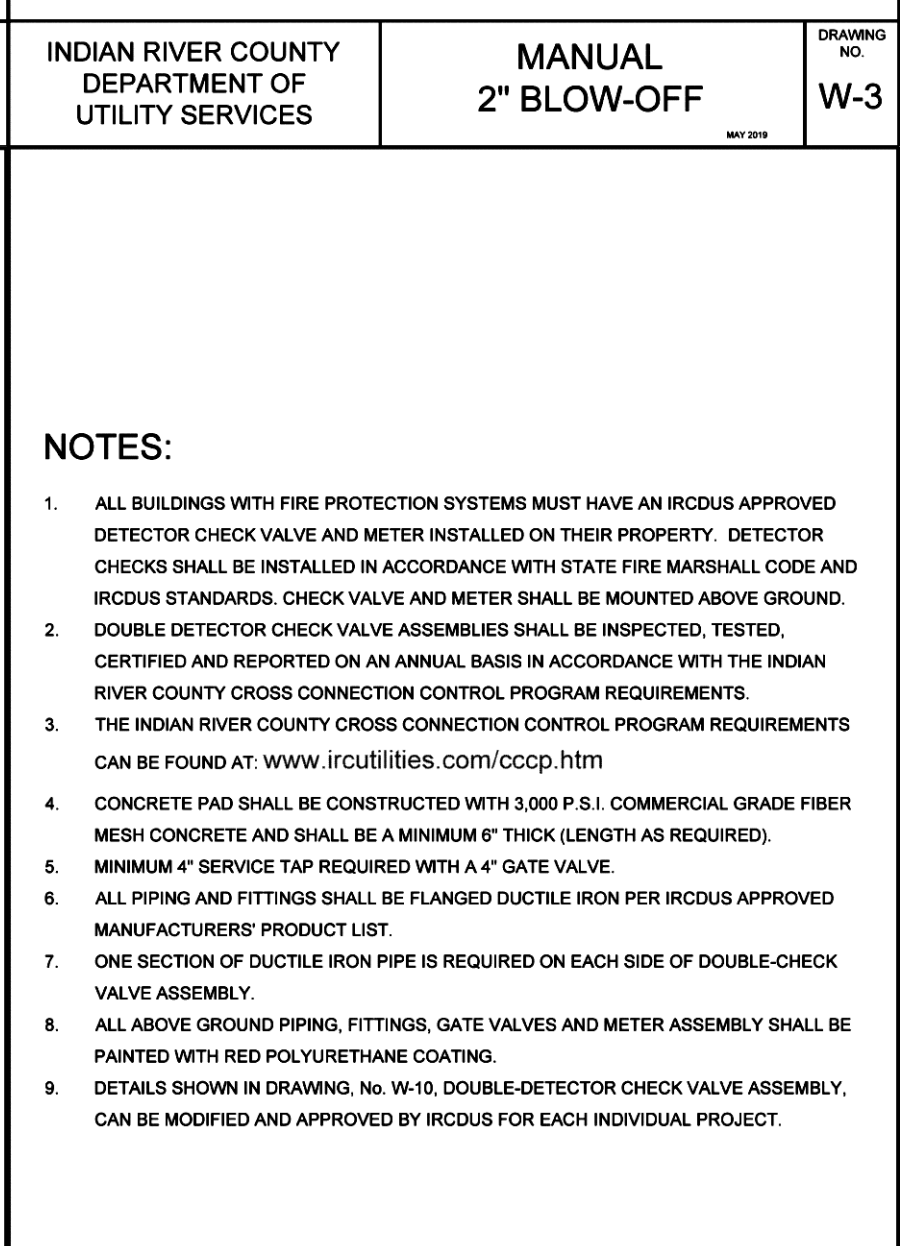 INDIAN RIVER COUNTY
DEPARTMENT OF
UTILITY SERVICES
MANUAL
2" BLOW-OFF
MAY 2019
DRAWING
NO.
W-3
NOTES:
1. ALL BUILDINGS WITH FIRE PROTECTION SYSTEMS MUST HAVE AN IRCDUS APPROVED
DETECTOR CHECK VALVE AND METER INSTALLED ON THEIR PROPERTY. DETECTOR
CHECKS SHALL BE INSTALLED IN ACCORDANCE WITH STATE FIRE MARSHALL CODE AND
IRCDUS STANDARDS. CHECK VALVE AND METER SHALL BE MOUNTED ABOVE GROUND.
2. DOUBLE DETECTOR CHECK VALVE ASSEMBLIES SHALL BE INSPECTED, TESTED,
CERTIFIED AND REPORTED ON AN ANNUAL BASIS IN ACCORDANCE WITH THE INDIAN
RIVER COUNTY CROSS CONNECTION CONTROL PROGRAM REQUIREMENTS.
3. THE INDIAN RIVER COUNTY CROSS CONNECTION CONTROL PROGRAM REQUIREMENTS
CAN BE FOUND AT: www.ircutilities.com/cccp.htm
4. CONCRETE PAD SHALL BE CONSTRUCTED WITH 3,000 P.S.I. COMMERCIAL GRADE FIBER
MESH CONCRETE AND SHALL BE A MINIMUM 6" THICK (LENGTH AS REQUIRED).
5. MINIMUM 4" SERVICE TAP REQUIRED WITH A 4" GATE VALVE.
6. ALL PIPING AND FITTINGS SHALL BE FLANGED DUCTILE IRON PER IRCDUS APPROVED
MANUFACTURERS' PRODUCT LIST.
7. ONE SECTION OF DUCTILE IRON PIPE IS REQUIRED ON EACH SIDE OF DOUBLE-CHECK
VALVE ASSEMBLY.
8. ALL ABOVE GROUND PIPING, FITTINGS, GATE VALVES AND METER ASSEMBLY SHALL BE
PAINTED WITH RED POLYURETHANE COATING.
9. DETAILS SHOWN IN DRAWING, No. W-10, DOUBLE-DETECTOR CHECK VALVE ASSEMBLY,
CAN BE MODIFIED AND APPROVED BY IRCDUS FOR EACH INDIVIDUAL PROJECT.